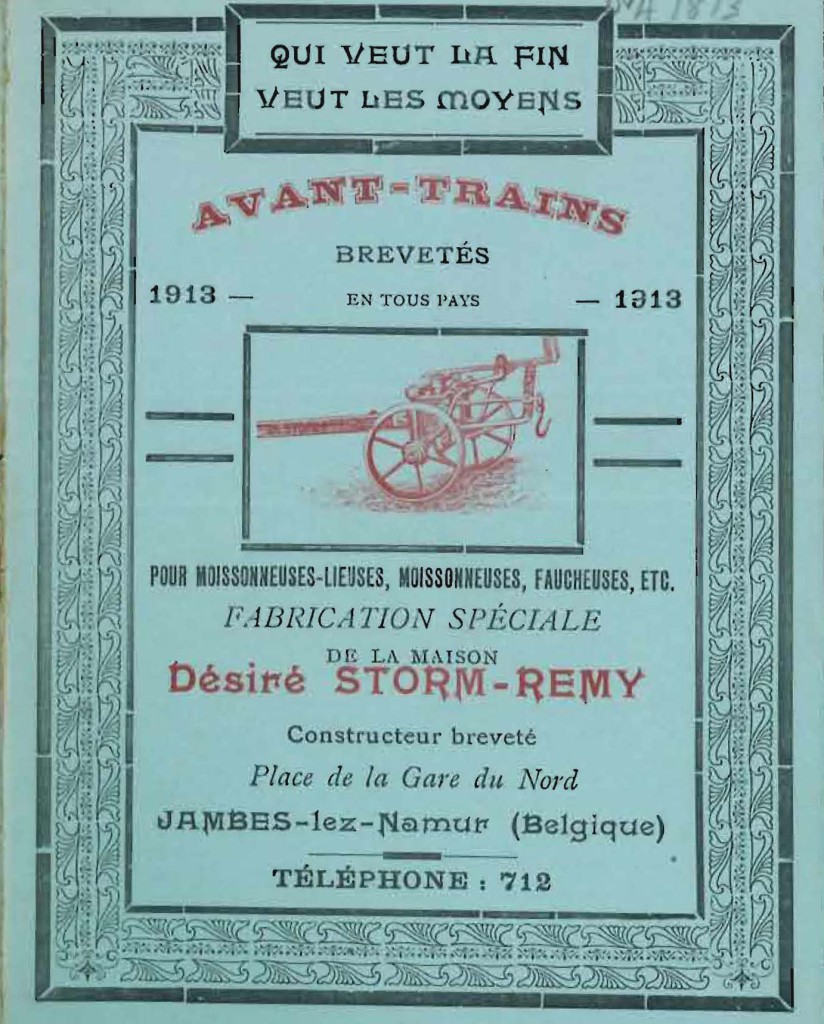 QUI VEUT LA FIN
VEUT LES MOYENS
AVANT-TRAINS
BREVETÉS
1913 — EN TOUS PAYS — 1913
POUR MOISSONNEUSES-LIEUSES, MOISSONNEUSES, FAUCHEUSES, ETC.
FABRICATION SPÉCIALE
DE LA MAISON
Désiré STORM-REMY
Constructeur breveté
Place de la Gare du Nord
JAMBES-lez-Namur (Belgique)
TÉLÉPHONE : 712